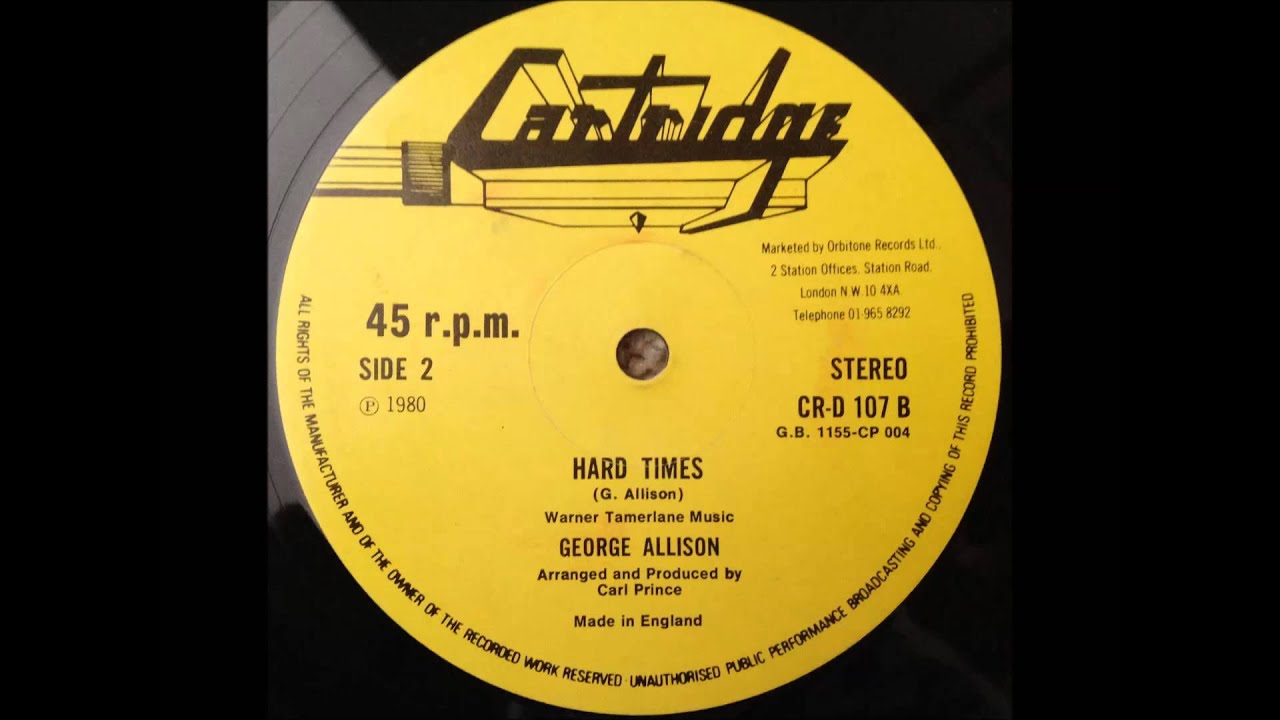 Cartridge
Marketed by Orbitone Records Ltd.,
2 Station Offices. Station Road.
London N.W.10 4XA
Telephone 01-965 8292
45 r.p.m.
SIDE 2
℗ 1980
STEREO
CR-D 107 B
G.B. 1155-CP 004
HARD TIMES
(G. Allison)
Warner Tamerlane Music
GEORGE ALLISON
Arranged and Produced by
Carl Prince
Made in England
ALL RIGHTS OF THE MANUFACTURER AND OF THE OWNER OF THE RECORDED WORK RESERVED · UNAUTHORISED PUBLIC PERFORMANCE BROADCASTING AND COPYING OF THIS RECORD PROHIBITED